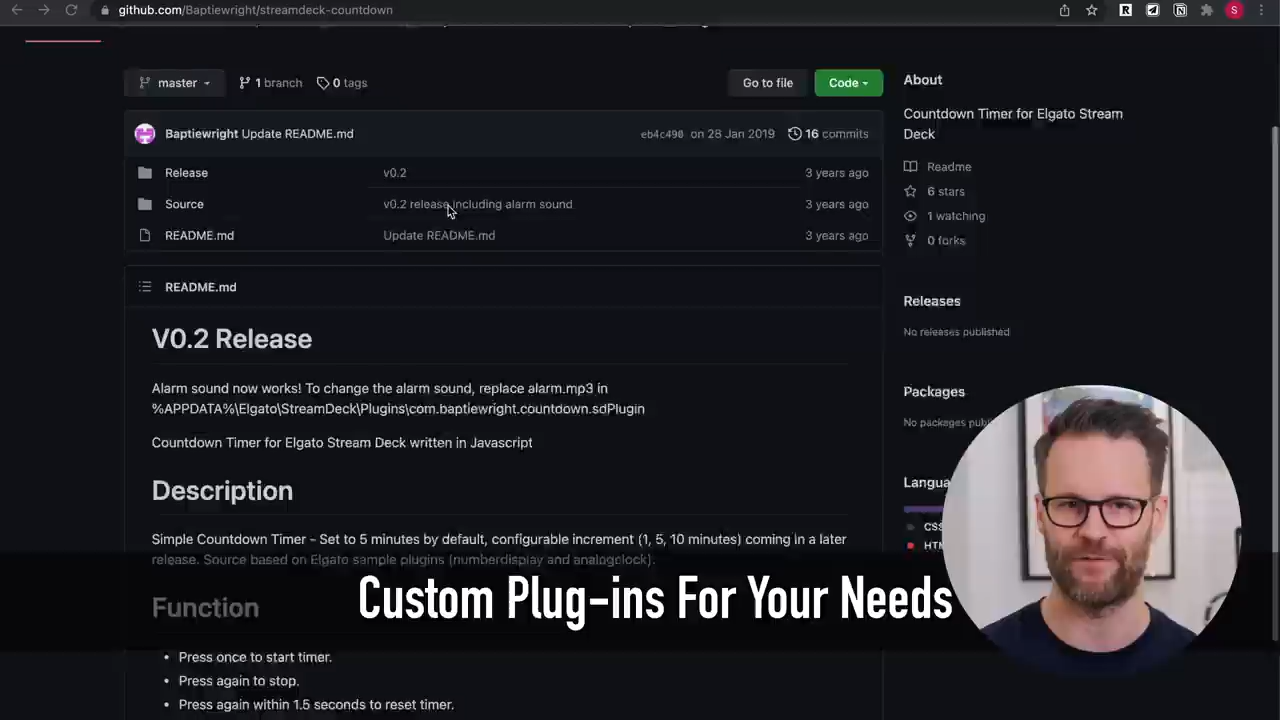 github.com/Baptiewright/streamdeck-countdown
S
master
1 branch
0 tags
Go to file
Code
About
Countdown Timer for Elgato Stream
Deck
Baptiewright Update README.md
eb4c490 on 28 Jan 2019
16 commits
Release
v0.2
3 years ago
Readme
6 stars
Source
v0.2 release including alarm sound
3 years ago
1 watching
README.md
Update README.md
3 years ago
0 forks
README.md
Releases
No releases published
V0.2 Release
Alarm sound now works! To change the alarm sound, replace alarm.mp3 in
%APPDATA%\Elgato\StreamDeck\Plugins\com.baptiewright.countdown.sdPlugin
Packages
No packages publ
Countdown Timer for Elgato Stream Deck written in Javascript
Langua
CSS
HTM
Description
Simple Countdown Timer - Set to 5 minutes by default, configurable increment (1, 5, 10 minutes) coming in a later
release. Source based on Elgato sample plugins (numberdisplay and analogclock).
Function
Custom Plug-ins For Your Needs
• Press once to start timer.
• Press again to stop.
• Press again within 1.5 seconds to reset timer.